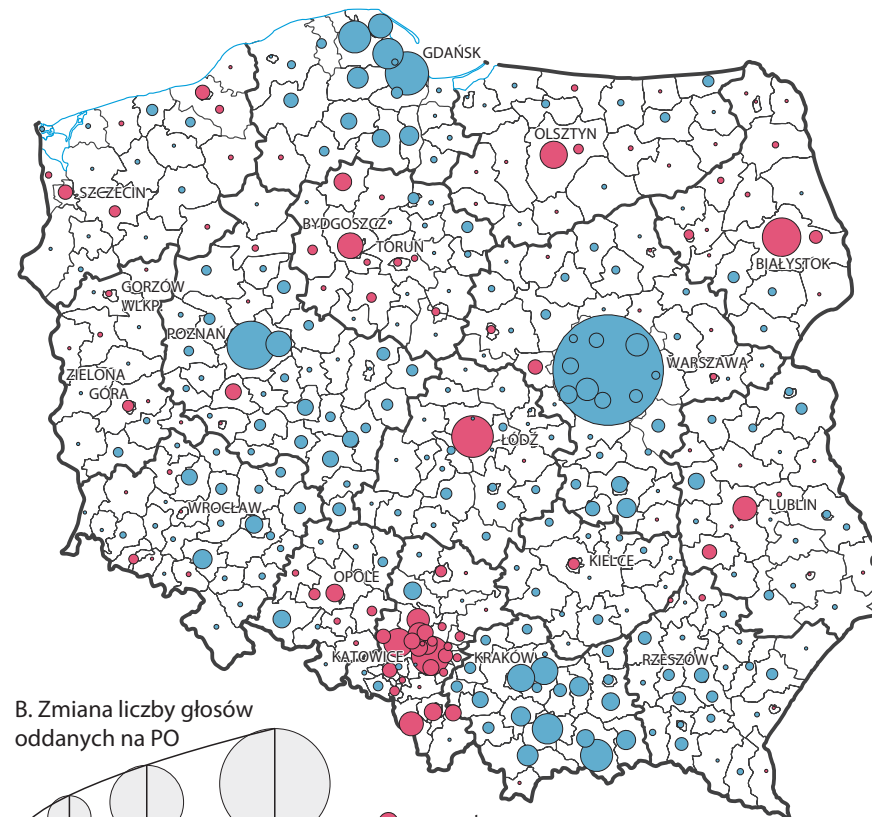 GDAŃSK
OLSZTYN
SZCZECIN
BYDGOSZCZ
TORUŃ
BIAŁYSTOK
GORZÓW
WLKP.
POZNAŃ
WARSZAWA
ZIELONA
GÓRA
ŁÓDŹ
WROCŁAW
LUBLIN
OPOLE
KIELCE
KATOWICE
KRAKÓW
RZESZÓW
B. Zmiana liczby głosów
oddanych na PO